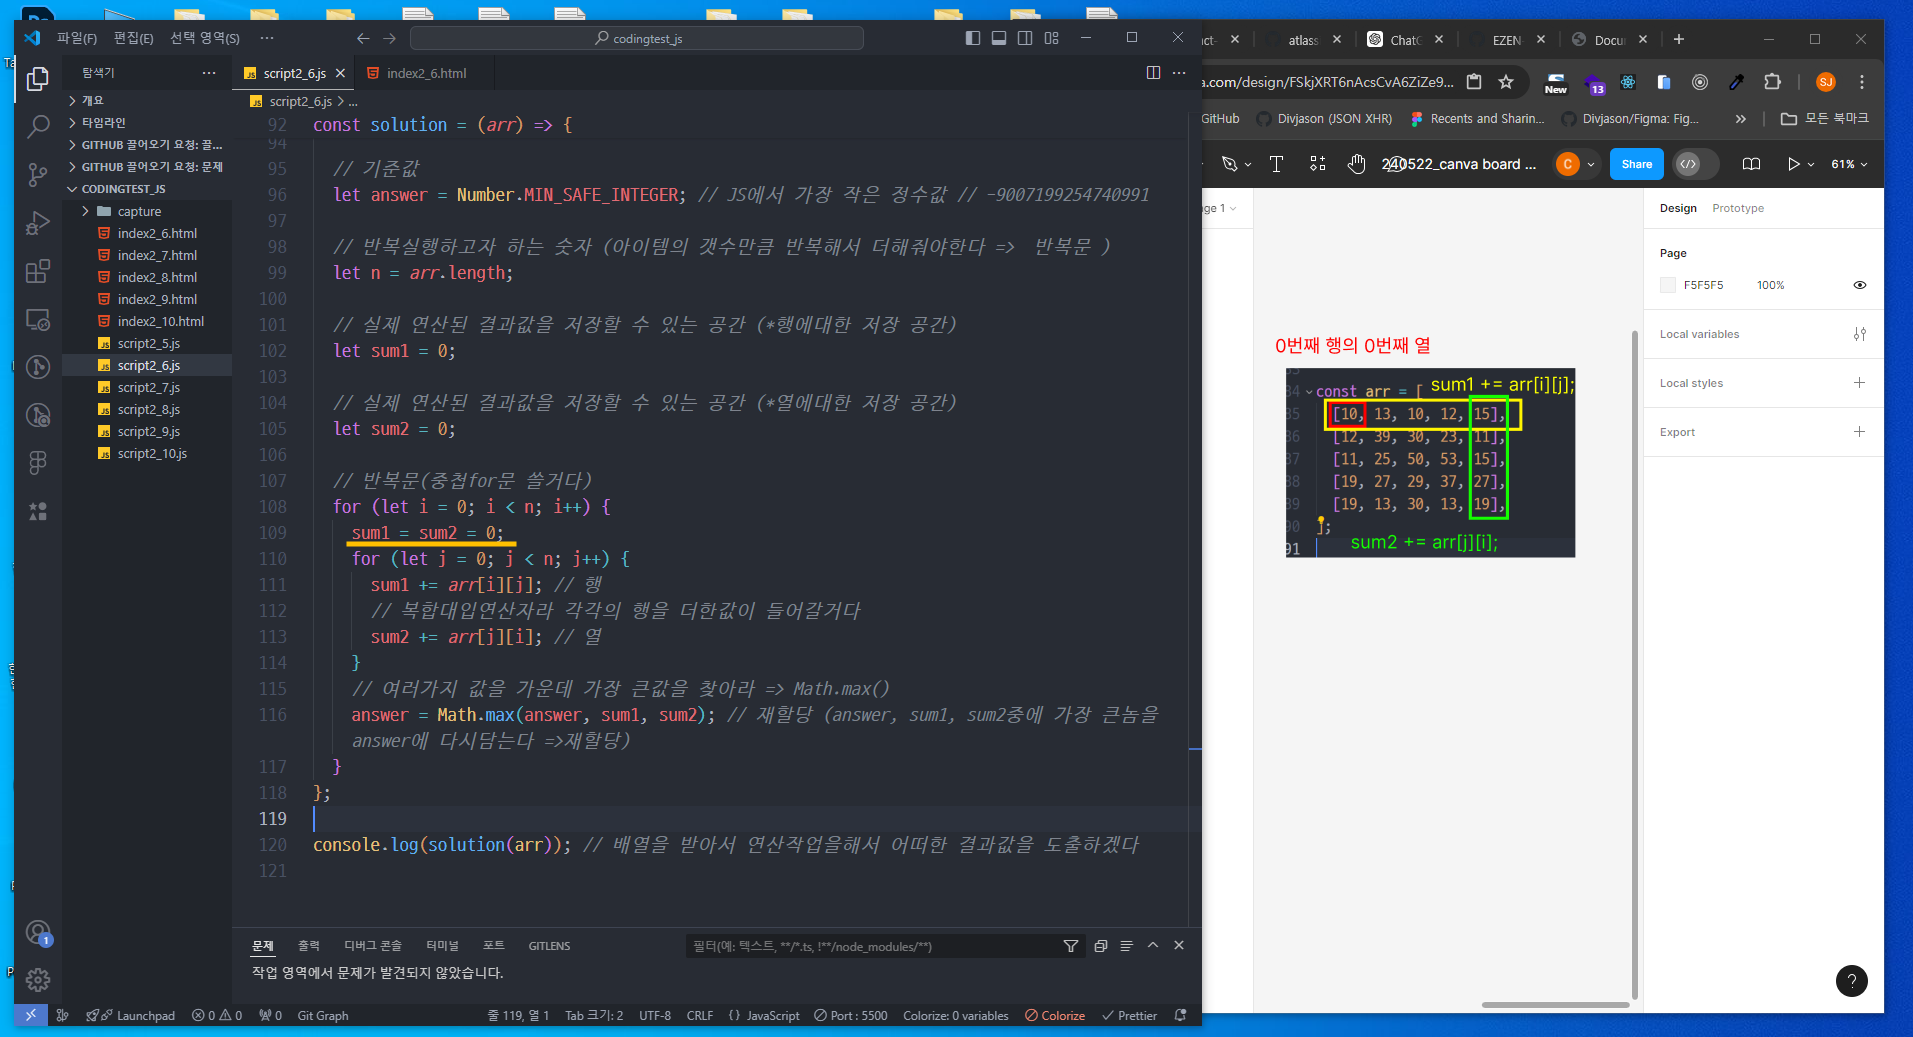 파일(F) 편집(E) 선택 영역(S) ··· codingtest_js
탐색기 ···
개요
타임라인
GITHUB 끌어오기 요청: 끌...
GITHUB 끌어오기 요청: 문제
CODINGTEST_JS
capture
index2_6.html
index2_7.html
index2_8.html
index2_9.html
index2_10.html
script2_5.js
script2_6.js
script2_7.js
script2_8.js
script2_9.js
script2_10.js
1
script2_6.js index2_6.html
script2_6.js > ...
92 const solution = (arr) => {
94
95 // 기준값
96 let answer = Number.MIN_SAFE_INTEGER; // JS에서 가장 작은 정수값 // -9007199254740991
97
98 // 반복실행하고자 하는 숫자 (아이템의 갯수만큼 반복해서 더해줘야한다 => 반복문 )
99 let n = arr.length;
100
101 // 실제 연산된 결과값을 저장할 수 있는 공간 (*행에대한 저장 공간)
102 let sum1 = 0;
103
104 // 실제 연산된 결과값을 저장할 수 있는 공간 (*열에대한 저장 공간)
105 let sum2 = 0;
106
107 // 반복문(중첩for문 쓸거다)
108 for (let i = 0; i < n; i++) {
109 sum1 = sum2 = 0;
110 for (let j = 0; j < n; j++) {
111 sum1 += arr[i][j]; // 행
112 // 복합대입연산자라 각각의 행을 더한값이 들어갈거다
113 sum2 += arr[j][i]; // 열
114 }
115 // 여러가지 값을 가운데 가장 큰값을 찾아라 => Math.max()
116 answer = Math.max(answer, sum1, sum2); // 재할당 (answer, sum1, sum2중에 가장 큰놈을
answer에 다시담는다 =>재할당)
117 }
118 };
119
120 console.log(solution(arr)); // 배열을 받아서 연산작업을해서 어떠한 결과값을 도출하겠다
121
문제 출력 디버그 콘솔 터미널 포트 GITLENS 필터(예: 텍스트, **/*.ts, !**/node_modules/**)
작업 영역에서 문제가 발견되지 않았습니다.
Launchpad 0 0 0 Git Graph 줄 119, 열 1 Tab 크기: 2 UTF-8 CRLF {} JavaScript Port : 5500 Colorize: 0 variables Colorize Prettier
atlass ChatG EZEN Docu
a.com/design/FSkjXRT6nAcsCvA6ZiZe9... New 13 SJ
GitHub Divjason (JSON XHR) Recents and Sharin... Divjason/Figma: Fig... » 모든 북마크
240522_canva board ... C Share 61%
ge 1 Design Prototype
Page
F5F5F5 100%
Local variables
Local styles
Export
0번째 행의 0번째 열
84 const arr = [ sum1 += arr[i][j];
85 [10, 13, 10, 12, 15],
86 [12, 39, 30, 23, 11],
87 [11, 25, 50, 53, 15],
88 [19, 27, 29, 37, 27],
89 [19, 13, 30, 13, 19],
90 ];
91 sum2 += arr[j][i];
?